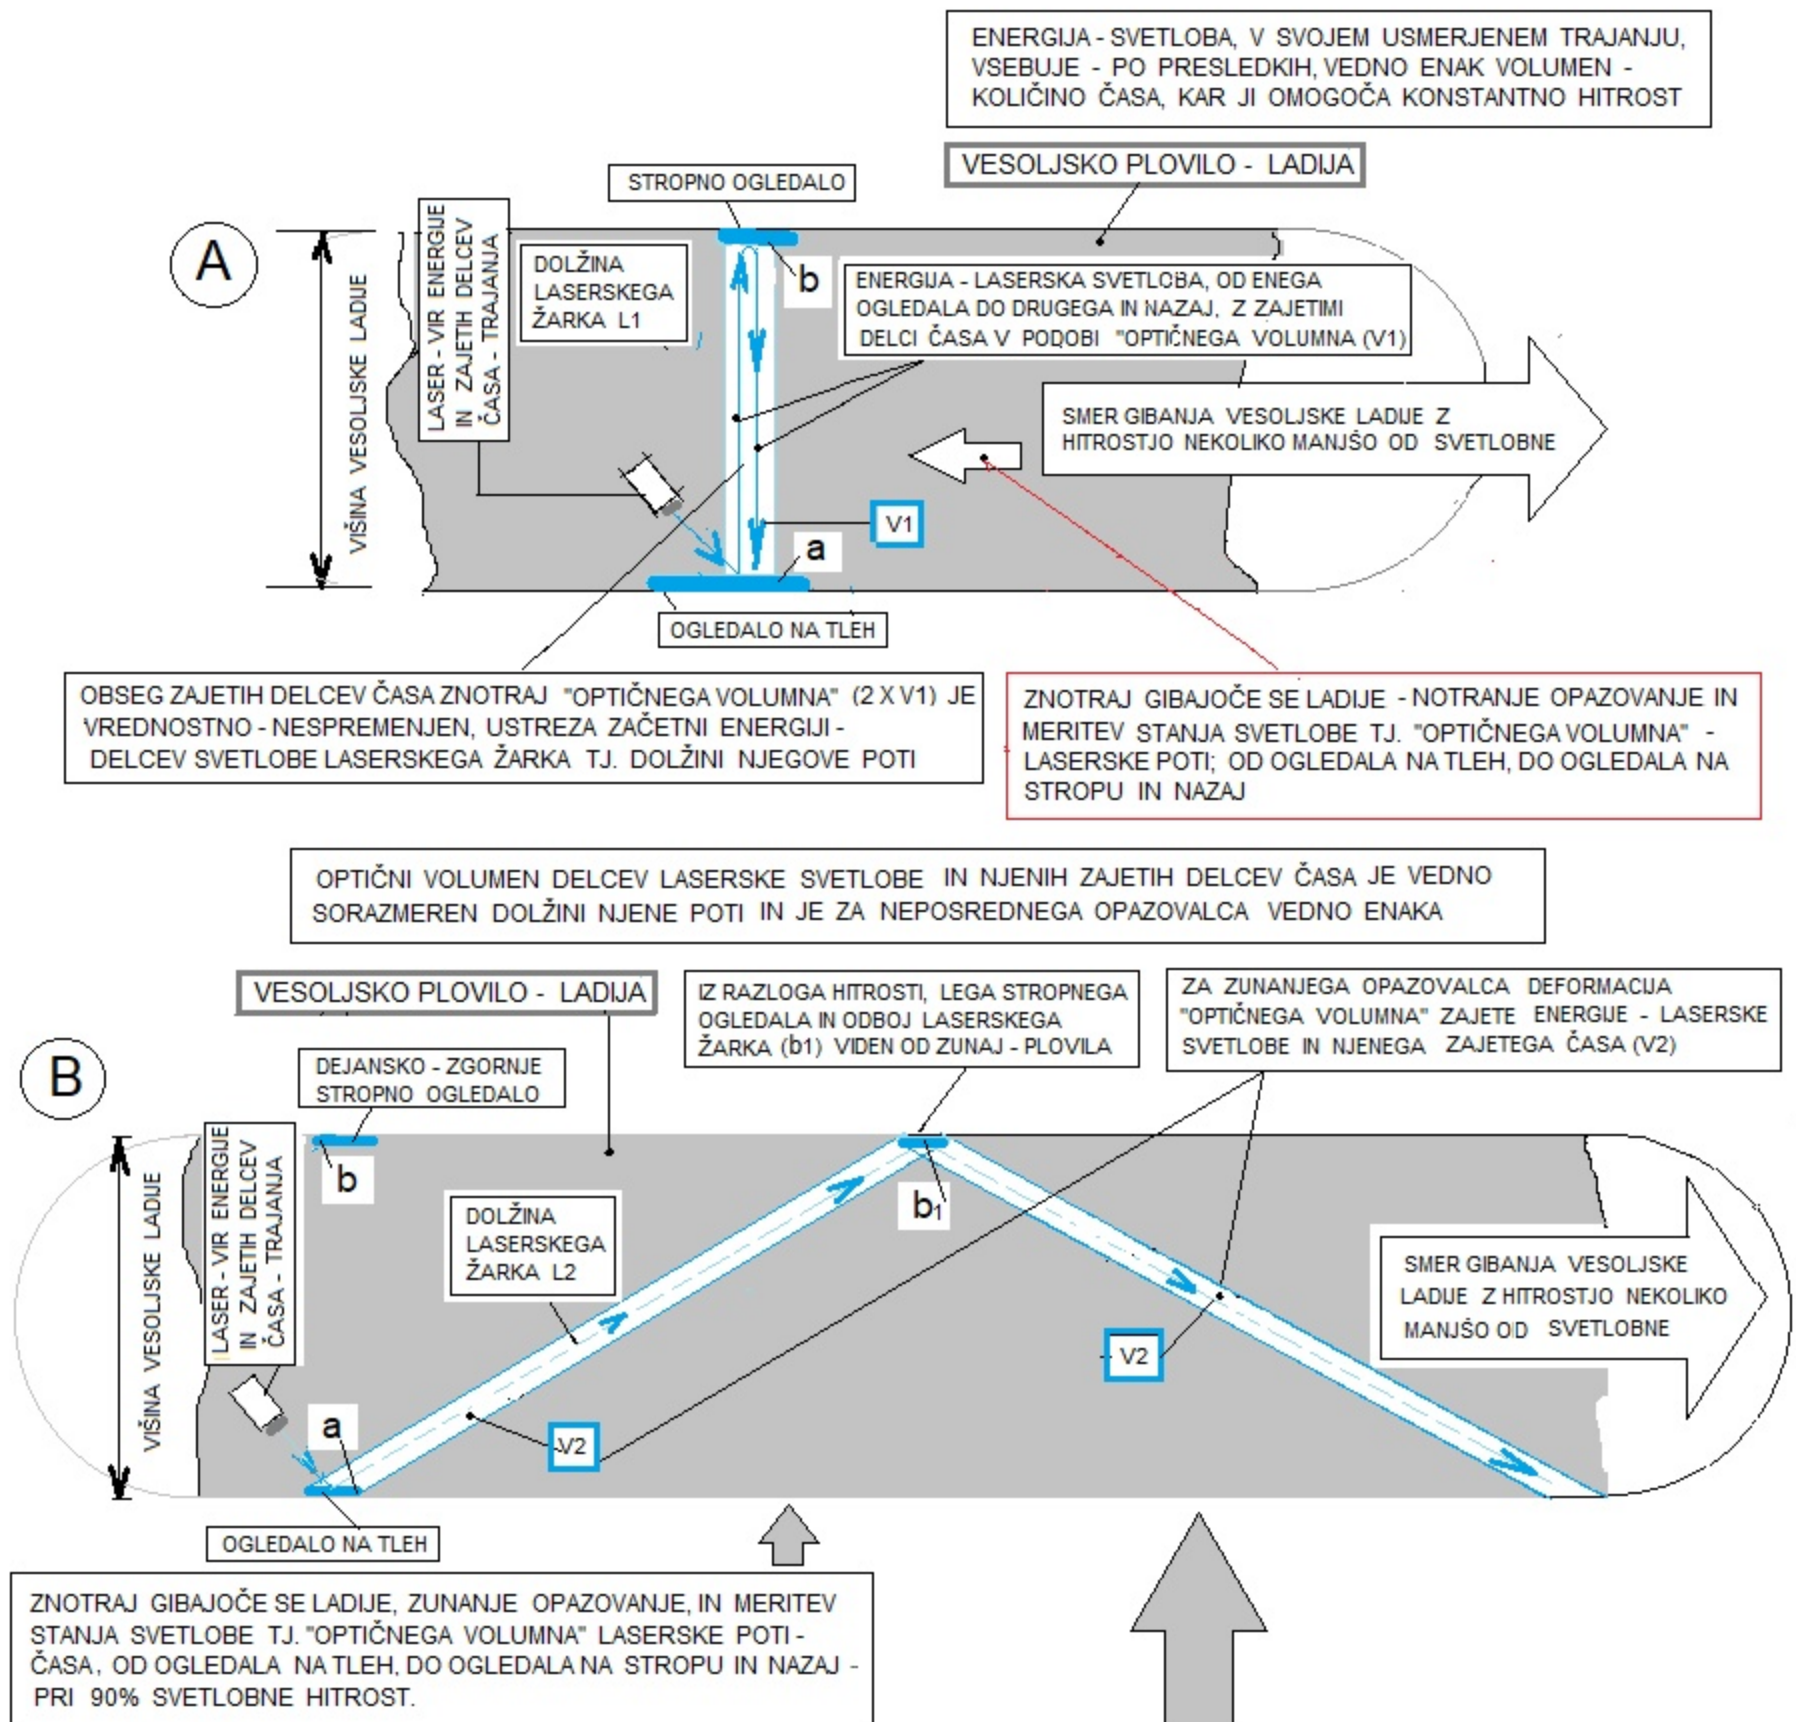 ENERGIJA - SVETLOBA, V SVOJEM USMERJENEM TRAJANJU,
VSEBUJE - PO PRESLEDKIH, VEDNO ENAK VOLUMEN -
KOLIČINO ČASA, KAR JI OMOGOČA KONSTANTNO HITROST
VESOLJSKO PLOVILO - LADIJA
STROPNO OGLEDALO
A
VIŠINA VESOLJSKE LADIJE
LASER - VIR ENERGIJE
IN ZAJETIH DELCEV
ČASA - TRAJANJA
DOLŽINA
LASERSKEGA
ŽARKA L1
b
ENERGIJA - LASERSKA SVETLOBA, OD ENEGA
OGLEDALA DO DRUGEGA IN NAZAJ, Z ZAJETIMI
DELCI ČASA V PODOBI "OPTIČNEGA VOLUMNA (V1)
SMER GIBANJA VESOLJSKE LADIJE Z
HITROSTJO NEKOLIKO MANJŠO OD SVETLOBNE
V1
a
OGLEDALO NA TLEH
OBSEG ZAJETIH DELCEV ČASA ZNOTRAJ "OPTIČNEGA VOLUMNA" (2 X V1) JE
VREDNOSTNO - NESPREMENJEN, USTREZA ZAČETNI ENERGIJI -
DELCEV SVETLOBE LASERSKEGA ŽARKA TJ. DOLŽINI NJEGOVE POTI
ZNOTRAJ GIBAJOČE SE LADIJE - NOTRANJE OPAZOVANJE IN
MERITEV STANJA SVETLOBE TJ. "OPTIČNEGA VOLUMNA" -
LASERSKE POTI; OD OGLEDALA NA TLEH, DO OGLEDALA NA
STROPU IN NAZAJ
OPTIČNI VOLUMEN DELCEV LASERSKE SVETLOBE IN NJENIH ZAJETIH DELCEV ČASA JE VEDNO
SORAZMEREN DOLŽINI NJENE POTI IN JE ZA NEPOSREDNEGA OPAZOVALCA VEDNO ENAKA
VESOLJSKO PLOVILO - LADIJA
IZ RAZLOGA HITROSTI, LEGA STROPNEGA
OGLEDALA IN ODBOJ LASERSKEGA
ŽARKA (b1) VIDEN OD ZUNAJ - PLOVILA
ZA ZUNANJEGA OPAZOVALCA DEFORMACIJA
"OPTIČNEGA VOLUMNA" ZAJETE ENERGIJE - LASERSKE
SVETLOBE IN NJENEGA ZAJETEGA ČASA (V2)
B
DEJANSKO - ZGORNJE
STROPNO OGLEDALO
VIŠINA VESOLJSKE LADIJE
LASER - VIR ENERGIJE
IN ZAJETIH DELCEV
ČASA - TRAJANJA
b
b1
DOLŽINA
LASERSKEGA
ŽARKA L2
SMER GIBANJA VESOLJSKE
LADIJE Z HITROSTJO NEKOLIKO
MANJŠO OD SVETLOBNE
V2
a
V2
OGLEDALO NA TLEH
ZNOTRAJ GIBAJOČE SE LADIJE, ZUNANJE OPAZOVANJE, IN MERITEV
STANJA SVETLOBE TJ. "OPTIČNEGA VOLUMNA" LASERSKE POTI -
ČASA, OD OGLEDALA NA TLEH, DO OGLEDALA NA STROPU IN NAZAJ -
PRI 90% SVETLOBNE HITROST.